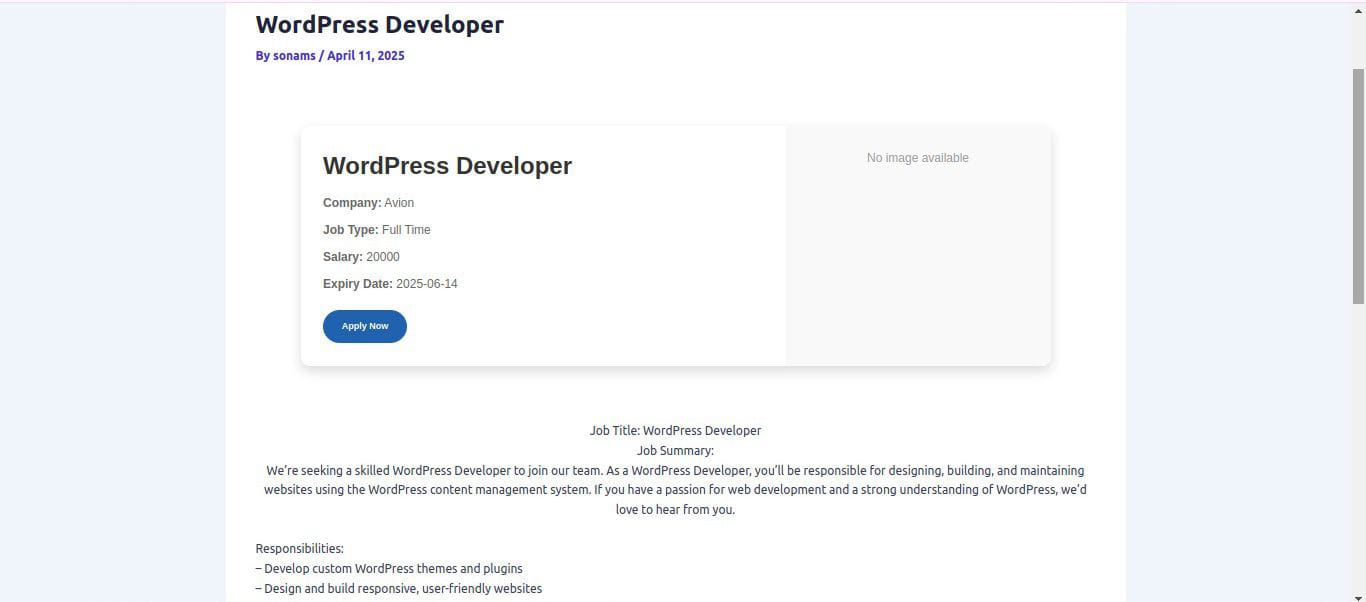 WordPress Developer
By sonams / April 11, 2025
WordPress Developer
Company: Avion
Job Type: Full Time
Salary: 20000
Expiry Date: 2025-06-14
Apply Now
No image available
Job Title: WordPress Developer
Job Summary:
We’re seeking a skilled WordPress Developer to join our team. As a WordPress Developer, you’ll be responsible for designing, building, and maintaining
websites using the WordPress content management system. If you have a passion for web development and a strong understanding of WordPress, we’d
love to hear from you.
Responsibilities:
– Develop custom WordPress themes and plugins
– Design and build responsive, user-friendly websites